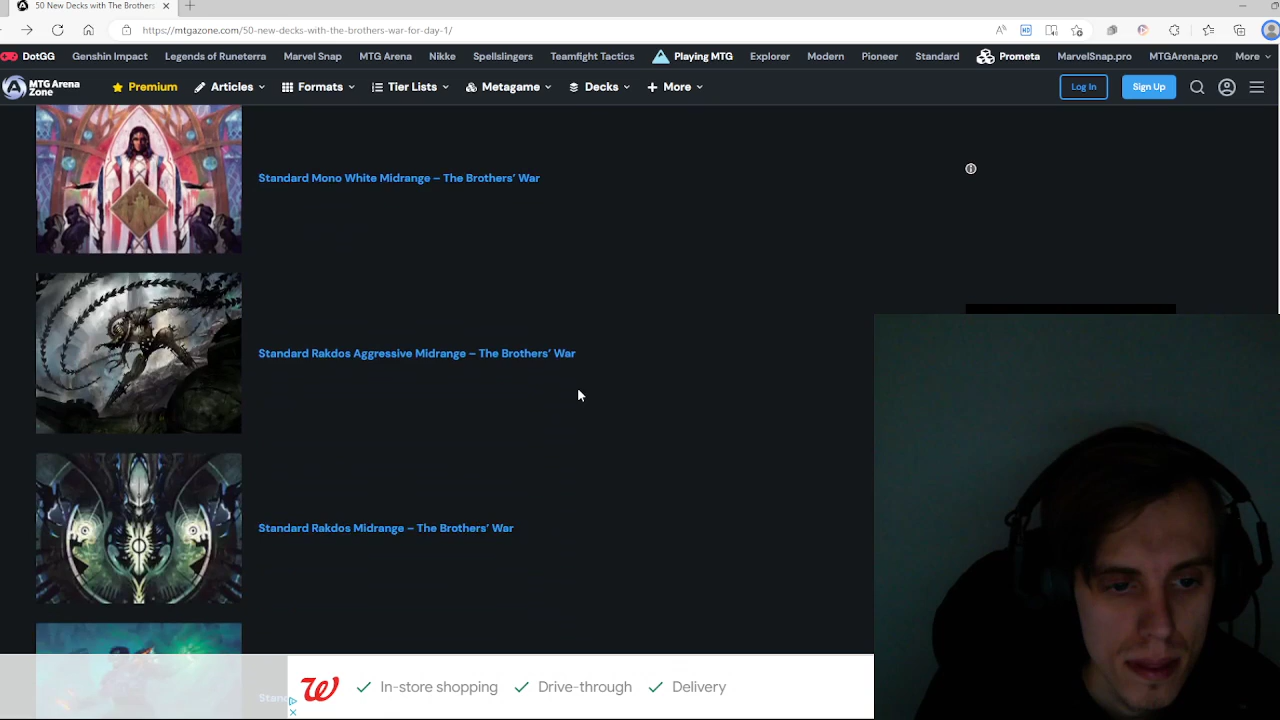 50 New Decks with The Brothers
https://mtgazone.com/50-new-decks-with-the-brothers-war-for-day-1/
DotGG Genshin Impact Legends of Runeterra Marvel Snap MTG Arena Nikke Spellslingers Teamfight Tactics Playing MTG Explorer Modern Pioneer Standard Prometa MarvelSnap.pro MTGArena.pro More
MTG Arena Zone Premium Articles Formats Tier Lists Metagame Decks More Log In Sign Up
Standard Mono White Midrange – The Brothers' War
Standard Rakdos Aggressive Midrange – The Brothers' War
Standard Rakdos Midrange – The Brothers' War
In-store shopping Drive-through Delivery